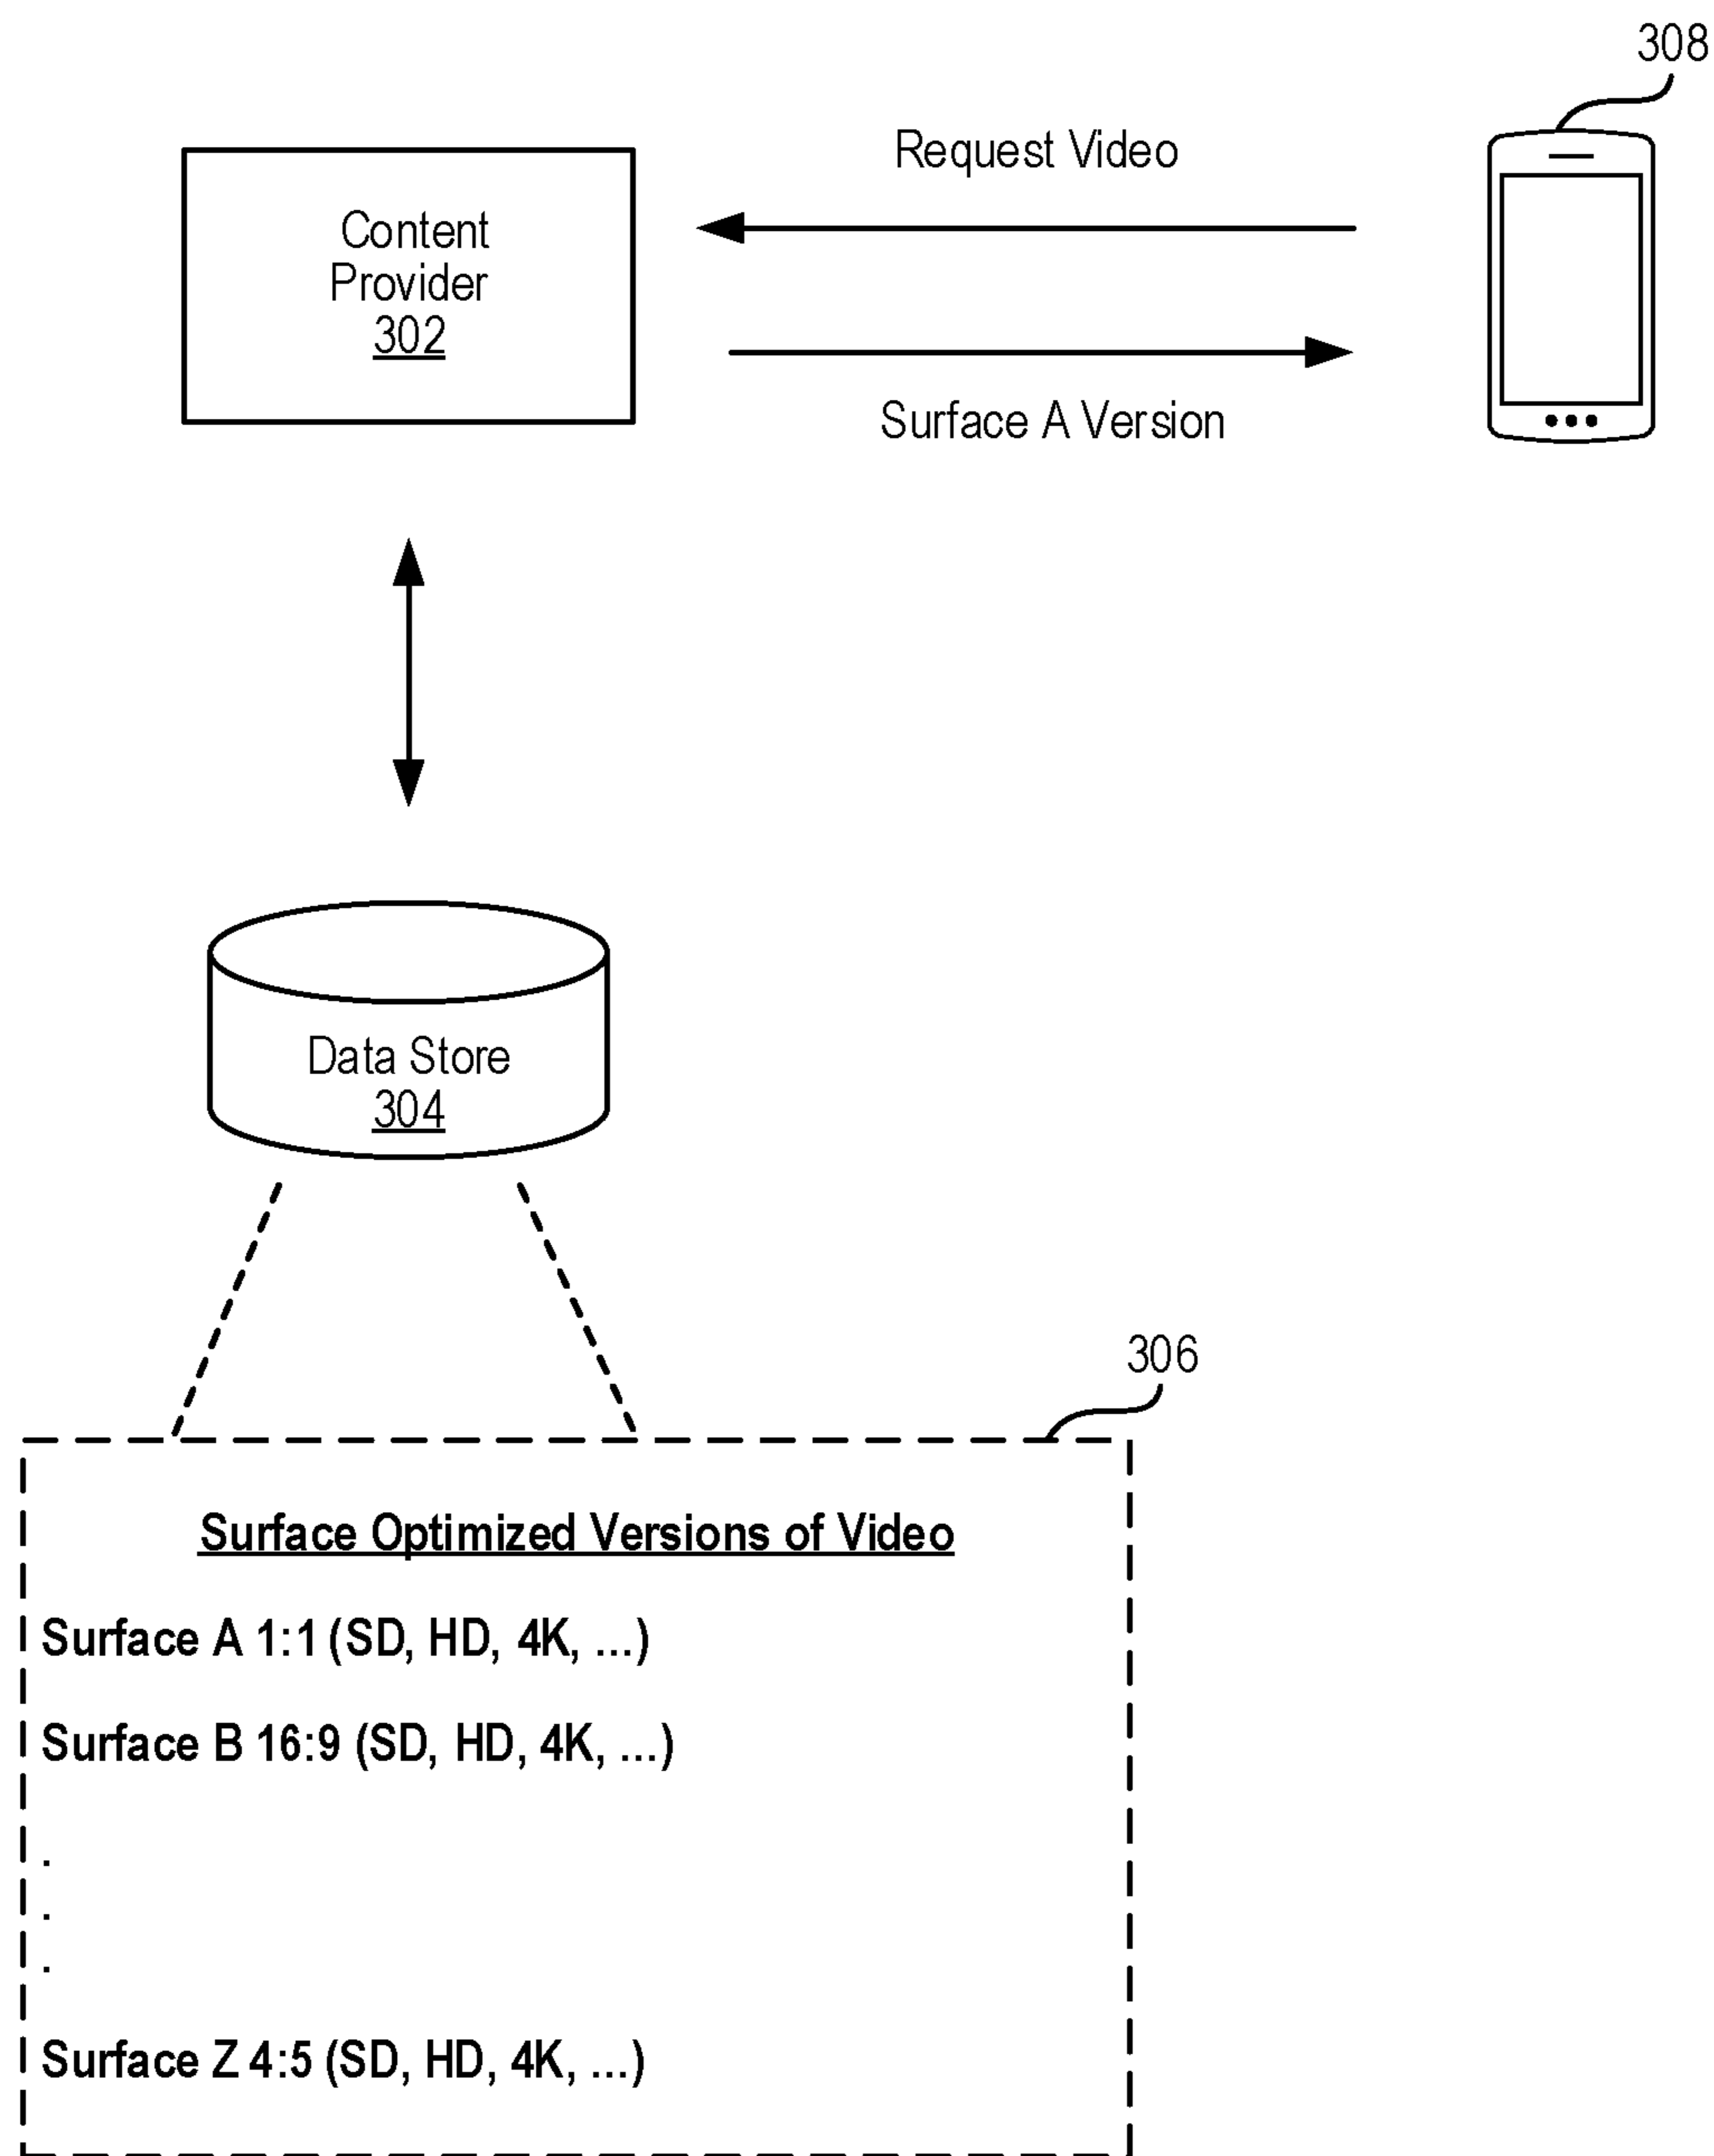 308
Request Video
Content
Provider
302
Surface A Version
Data Store
304
306
Surface Optimized Versions of Video
Surface A 1:1 (SD, HD, 4K, ...)
Surface B 16:9 (SD, HD, 4K, ...)
.
.
.
Surface Z 4:5 (SD, HD, 4K, ...)